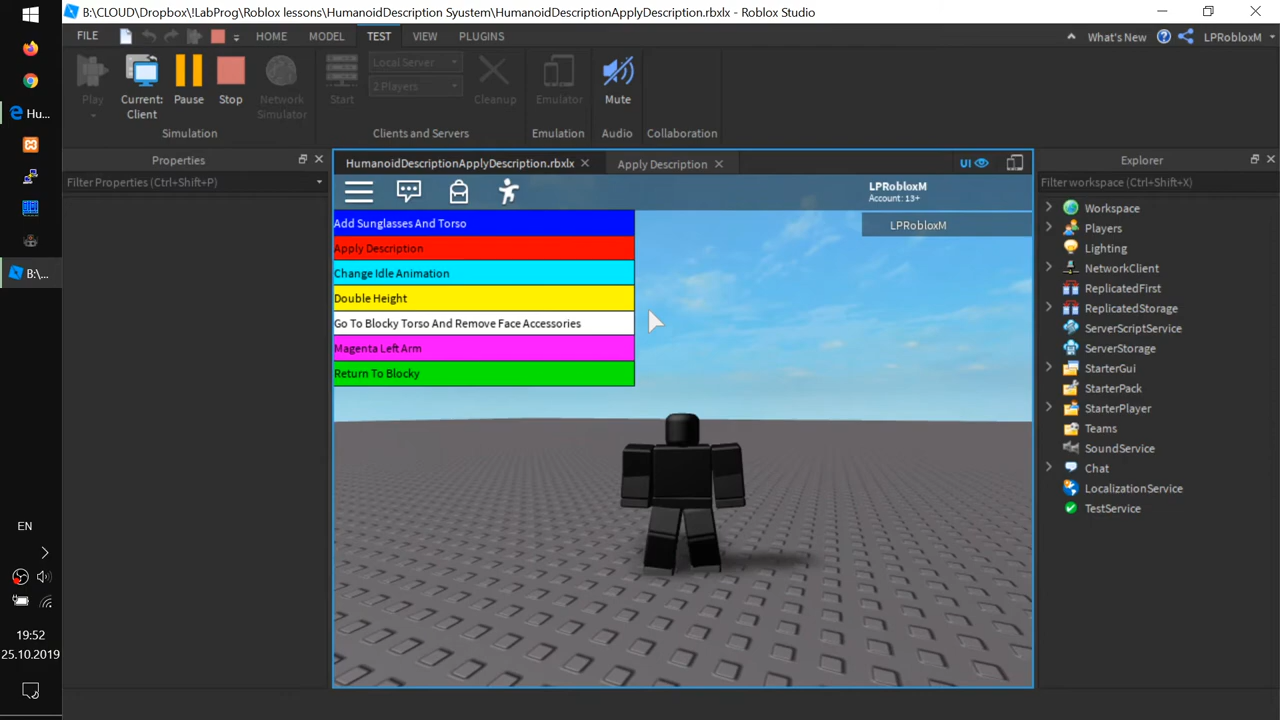 B:\CLOUD\Dropbox\!LabProg\Roblox lessons\HumanoidDescription Syustem\HumanoidDescriptionApplyDescription.rbxlx - Roblox Studio
FILE
HOME
MODEL
TEST
VIEW
PLUGINS
What's New
LPRobloxM
Play
Current:
Client
Pause
Stop
Network
Simulator
Simulation
Start
Local Server
2 Players
Cleanup
Clients and Servers
Emulator
Emulation
Mute
Audio
Collaboration
Hu...
B:\...
EN
19:52
25.10.2019
Properties
Filter Properties (Ctrl+Shift+P)
HumanoidDescriptionApplyDescription.rbxlx
Apply Description
UI
LPRobloxM
Account: 13+
LPRobloxM
Add Sunglasses And Torso
Apply Description
Change Idle Animation
Double Height
Go To Blocky Torso And Remove Face Accessories
Magenta Left Arm
Return To Blocky
Explorer
Filter workspace (Ctrl+Shift+X)
Workspace
Players
Lighting
NetworkClient
ReplicatedFirst
ReplicatedStorage
ServerScriptService
ServerStorage
StarterGui
StarterPack
StarterPlayer
Teams
SoundService
Chat
LocalizationService
TestService